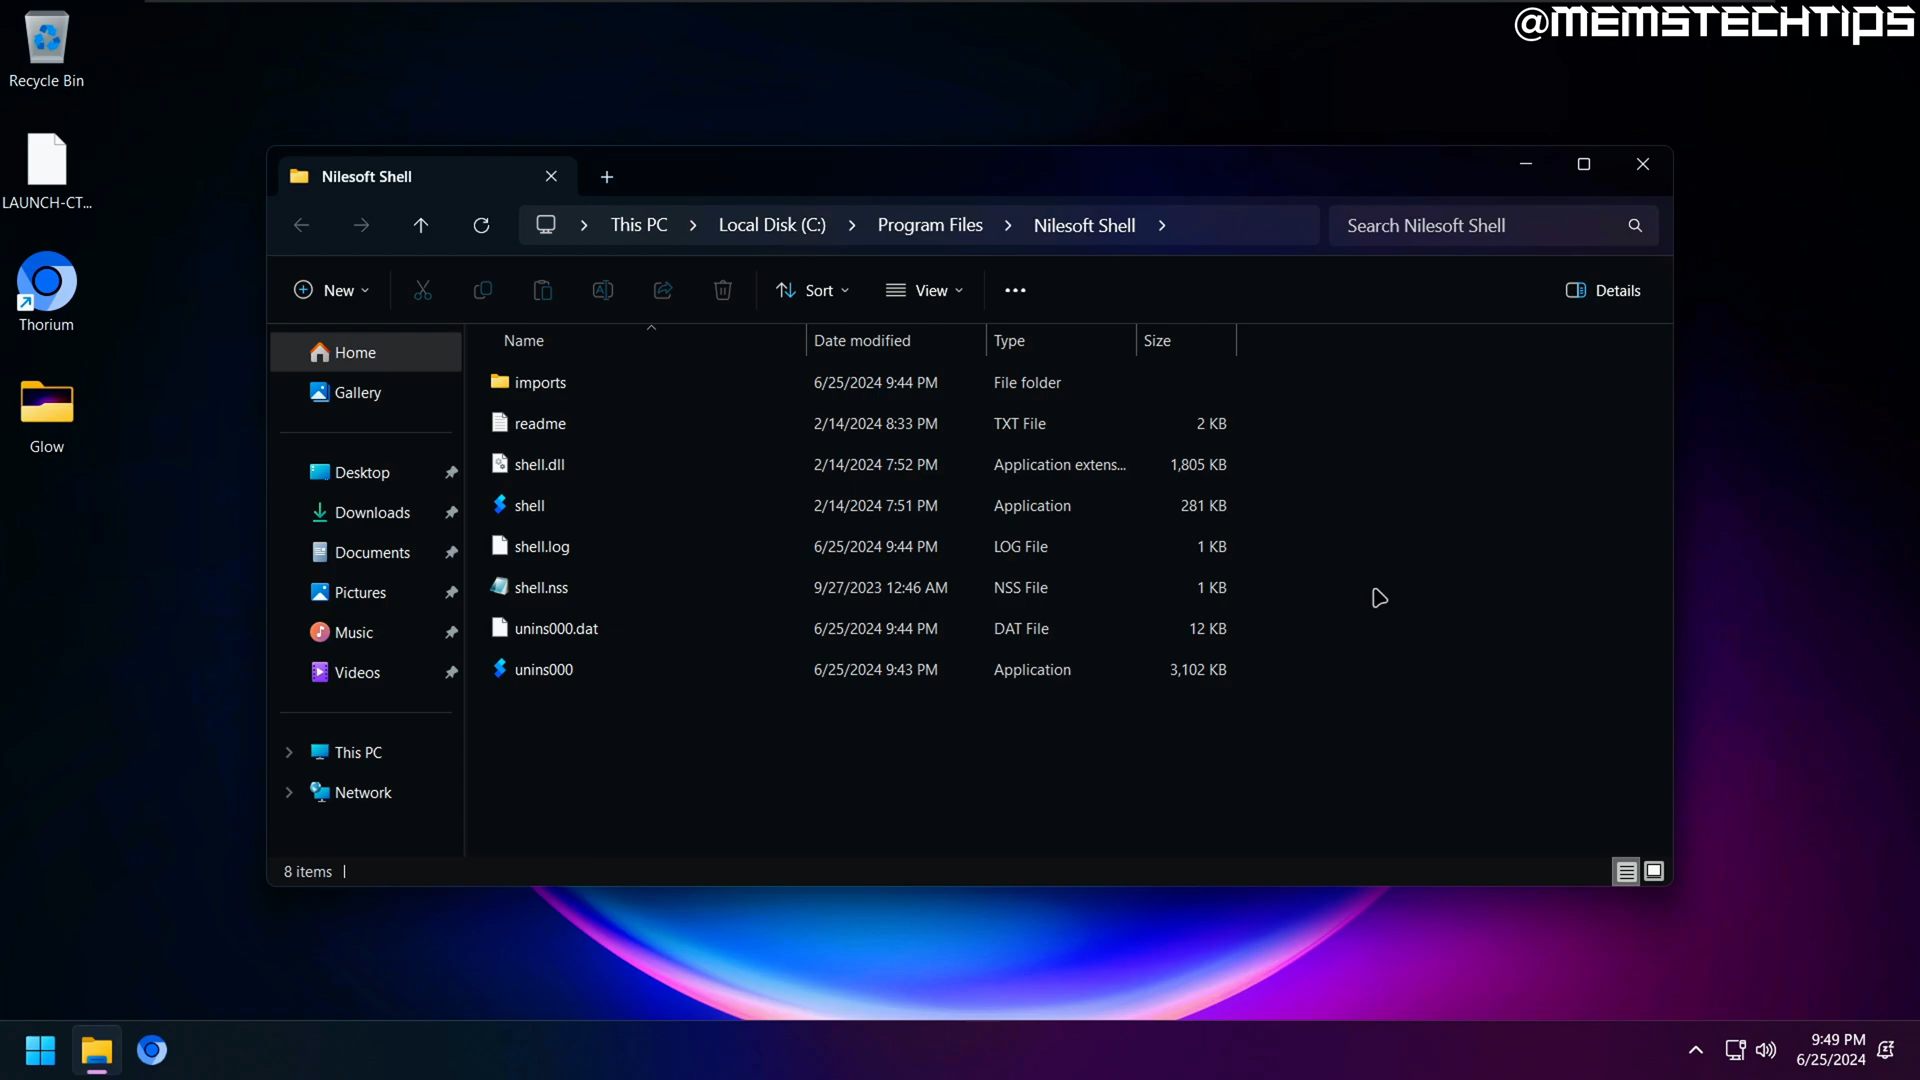 @MEMSTECHTIPS
Recycle Bin
LAUNCH-CT...
Thorium
Glow
Nilesoft Shell
This PC > Local Disk (C:) > Program Files > Nilesoft Shell >
Search Nilesoft Shell
New
Sort
View
Details
Home
Gallery
Desktop
Downloads
Documents
Pictures
Music
Videos
This PC
Network
Name Date modified Type Size
imports 6/25/2024 9:44 PM File folder
readme 2/14/2024 8:33 PM TXT File 2 KB
shell.dll 2/14/2024 7:52 PM Application extens... 1,805 KB
shell 2/14/2024 7:51 PM Application 281 KB
shell.log 6/25/2024 9:44 PM LOG File 1 KB
shell.nss 9/27/2023 12:46 AM NSS File 1 KB
unins000.dat 6/25/2024 9:44 PM DAT File 12 KB
unins000 6/25/2024 9:43 PM Application 3,102 KB
8 items
9:49 PM
6/25/2024